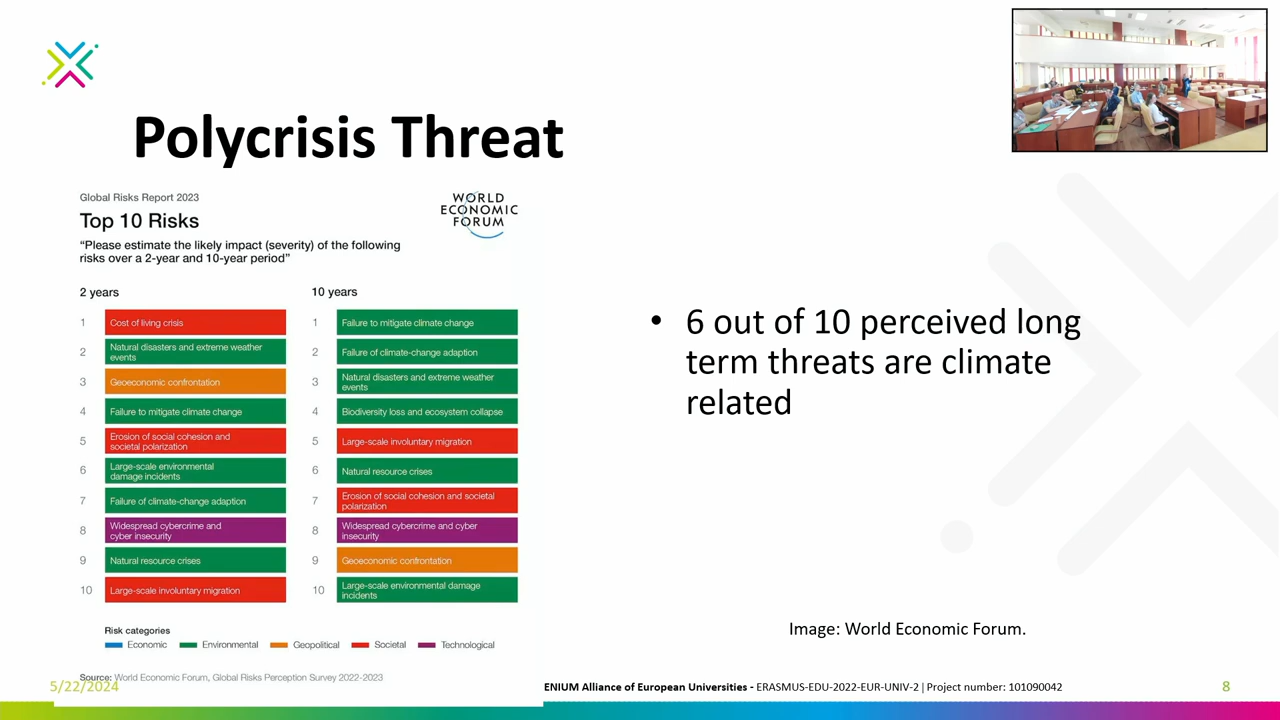 Polycrisis Threat
Global Risks Report 2023
WORLD
ECONOMIC
FORUM
Top 10 Risks
“Please estimate the likely impact (severity) of the following
risks over a 2-year and 10-year period”
2 years
1 Cost of living crisis
2 Natural disasters and extreme weather
events
3 Geoeconomic confrontation
4 Failure to mitigate climate change
5 Erosion of social cohesion and
societal polarization
6 Large-scale environmental
damage incidents
7 Failure of climate-change adaption
8 Widespread cybercrime and
cyber insecurity
9 Natural resource crises
10 Large-scale involuntary migration
10 years
1 Failure to mitigate climate change
2 Failure of climate-change adaption
3 Natural disasters and extreme weather
events
4 Biodiversity loss and ecosystem collapse
5 Large-scale involuntary migration
6 Natural resource crises
7 Erosion of social cohesion and societal
polarization
8 Widespread cybercrime and cyber
insecurity
9 Geoeconomic confrontation
10 Large-scale environmental damage
incidents
Risk categories
Economic Environmental Geopolitical Societal Technological
Source: World Economic Forum, Global Risks Perception Survey 2022-2023
• 6 out of 10 perceived long
term threats are climate
related
Image: World Economic Forum.
5/22/2024
ENIUM Alliance of European Universities - ERASMUS-EDU-2022-EUR-UNIV-2 | Project number: 101090042
8